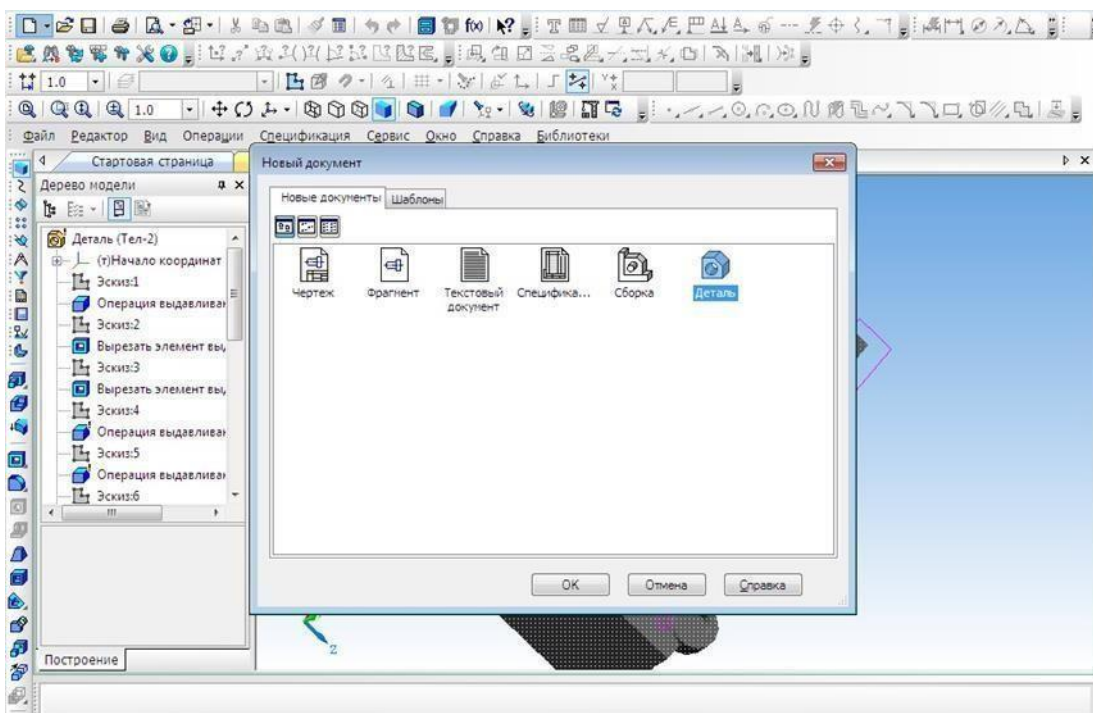 1.0
1.0
Файл Редактор Вид Операции Спецификация Сервис Окно Справка Библиотеки
Стартовая страница
Дерево модели
Деталь (Тел-2)
(т)Начало координат
Эскиз:1
Операция выдавливан
Эскиз:2
Вырезать элемент вы,
Эскиз:3
Вырезать элемент вы,
Эскиз:4
Операция выдавливан
Эскиз:5
Операция выдавливан
Эскиз:6
Построение
Новый документ
Новые документы Шаблоны
Чертеж Фрагмент Текстовый документ Специфика... Сборка Деталь
OK Отмена Справка
z